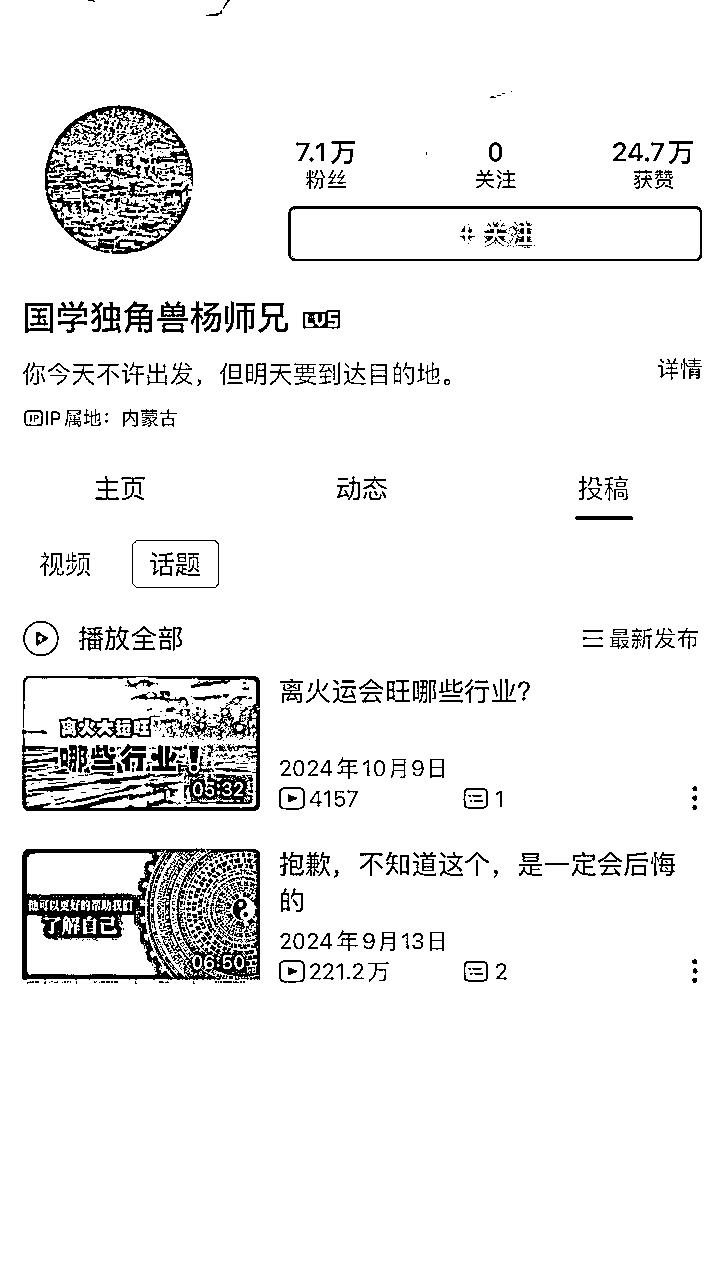 7.1万
0
24.7万
粉丝
关注
获赞
+ 关注
国学独角兽杨师兄 LV5
你今天不许出发，但明天要到达目的地。
详情
IP IP属地：内蒙古
主页
动态
投稿
视频
话题
播放全部
最新发布
离火大运旺
哪些行业！
05:32
离火运会旺哪些行业？
2024年10月9日
4157
1
他可以更好的帮助我们
了解自己
06:50
抱歉，不知道这个，是一定会后悔
的
2024年9月13日
221.2万
2